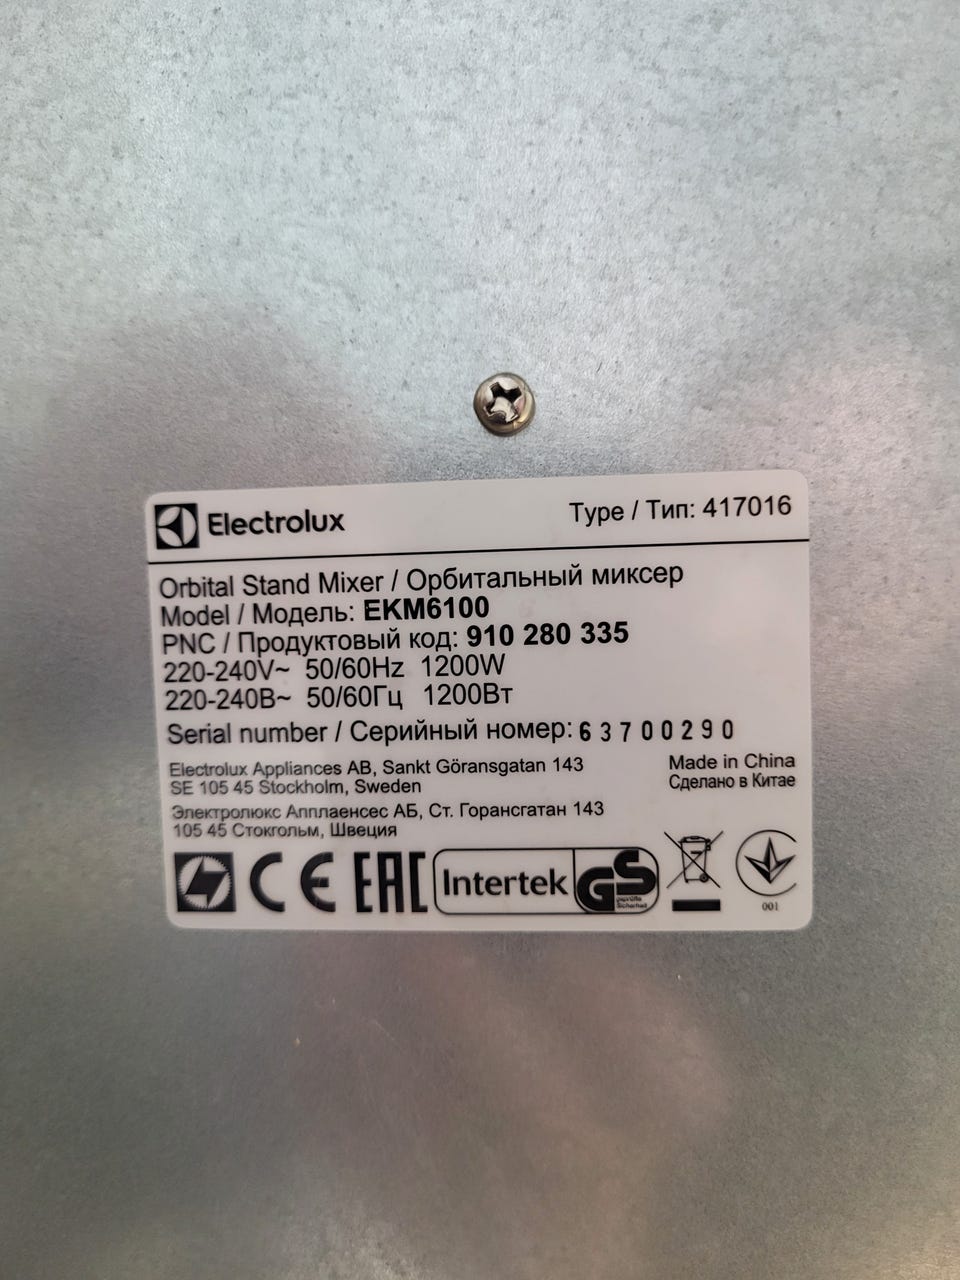 Electrolux
Type / Тип: 417016
Orbital Stand Mixer / Орбитальный миксер
Model / Модель: EKM6100
PNC / Продуктовый код: 910 280 335
220-240V~ 50/60Hz 1200W
220-240В~ 50/60Гц 1200Вт
Serial number / Серийный номер: 63700290
Electrolux Appliances AB, Sankt Göransgatan 143
SE 105 45 Stockholm, Sweden
Made in China
Сделано в Китае
Электролюкс Апплаенсес АБ, Ст. Горансгатан 143
105 45 Стокгольм, Швеция
CE EAC Intertek GS
geprüfte
Sicherheit
001